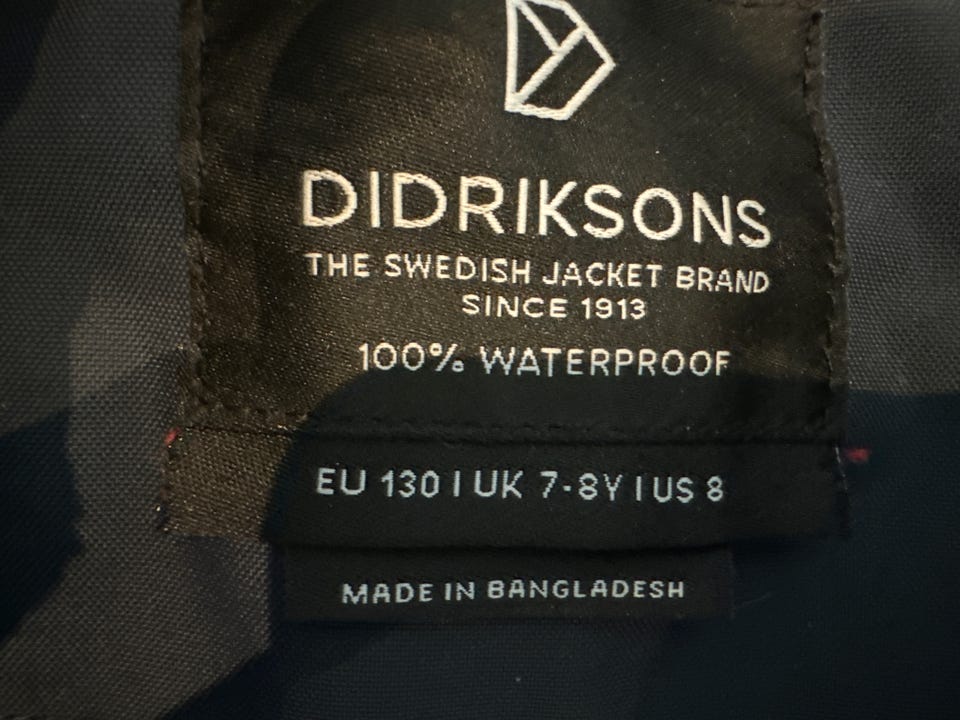 DIDRIKSONS
THE SWEDISH JACKET BRAND
SINCE 1913
100% WATERPROOF
EU 130 | UK 7-8Y | US 8
MADE IN BANGLADESH